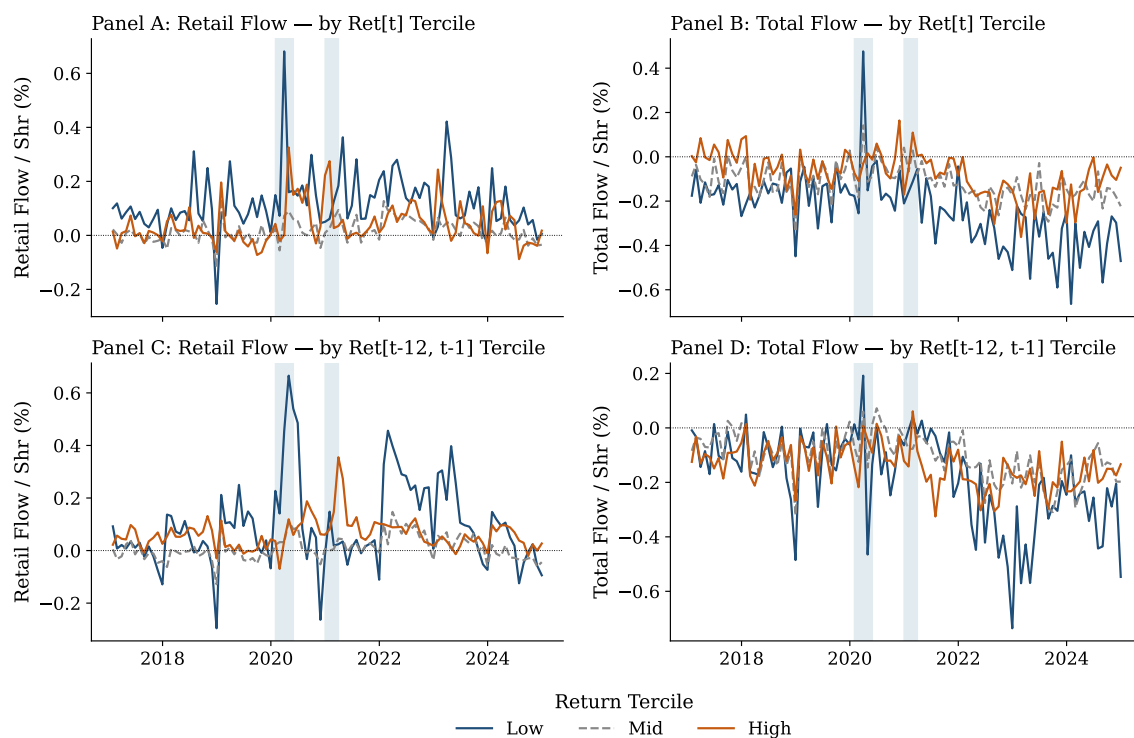 Panel A: Retail Flow — by Ret[t] Tercile
Retail Flow / Shr (%)
0.6
0.4
0.2
0.0
−0.2
Panel B: Total Flow — by Ret[t] Tercile
Total Flow / Shr (%)
0.4
0.2
0.0
−0.2
−0.4
−0.6
Panel C: Retail Flow — by Ret[t-12, t-1] Tercile
Retail Flow / Shr (%)
0.6
0.4
0.2
0.0
−0.2
2018 2020 2022 2024
Panel D: Total Flow — by Ret[t-12, t-1] Tercile
Total Flow / Shr (%)
0.2
0.0
−0.2
−0.4
−0.6
2018 2020 2022 2024
Return Tercile
Low Mid High